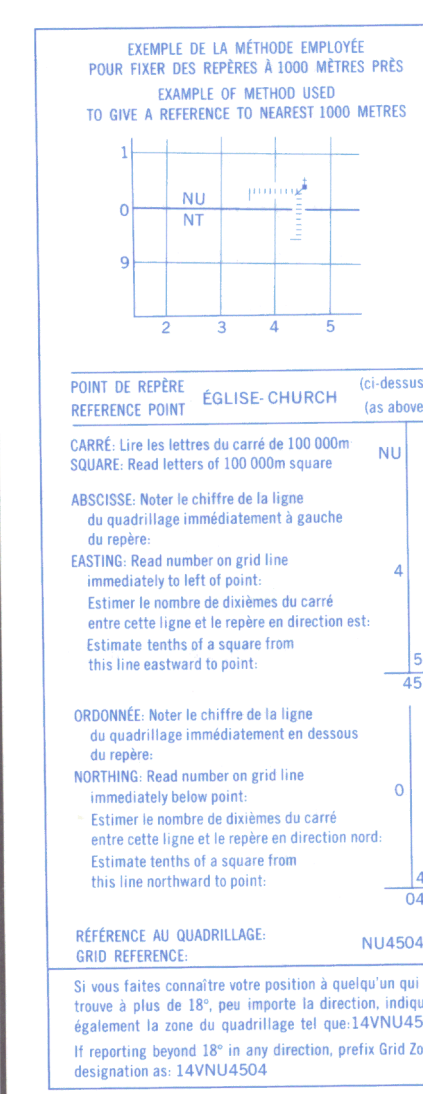 EXEMPLE DE LA MÉTHODE EMPLOYÉE
POUR FIXER DES REPÈRES À 1000 MÈTRES PRÈS
EXAMPLE OF METHOD USED
TO GIVE A REFERENCE TO NEAREST 1000 METRES
1
NU
0
NT
9
2 3 4 5
POINT DE REPÈRE
REFERENCE POINT
ÉGLISE-CHURCH
(ci-dessus
(as above
CARRÉ: Lire les lettres du carré de 100 000m
SQUARE: Read letters of 100 000m square
NU
ABSCISSE: Noter le chiffre de la ligne
du quadrillage immédiatement à gauche
du repère:
EASTING: Read number on grid line
immediately to left of point:
4
Estimer le nombre de dixièmes du carré
entre cette ligne et le repère en direction est:
Estimate tenths of a square from
this line eastward to point:
5
45
ORDONNÉE: Noter le chiffre de la ligne
du quadrillage immédiatement en dessous
du repère:
NORTHING: Read number on grid line
immediately below point:
0
Estimer le nombre de dixièmes du carré
entre cette ligne et le repère en direction nord:
Estimate tenths of a square from
this line northward to point:
4
04
RÉFÉRENCE AU QUADRILLAGE:
GRID REFERENCE:
NU4504
Si vous faites connaître votre position à quelqu'un qui
trouve à plus de 18°, peu importe la direction, indiqu
également la zone du quadrillage tel que:14VNU45
If reporting beyond 18° in any direction, prefix Grid Zo
designation as: 14VNU4504